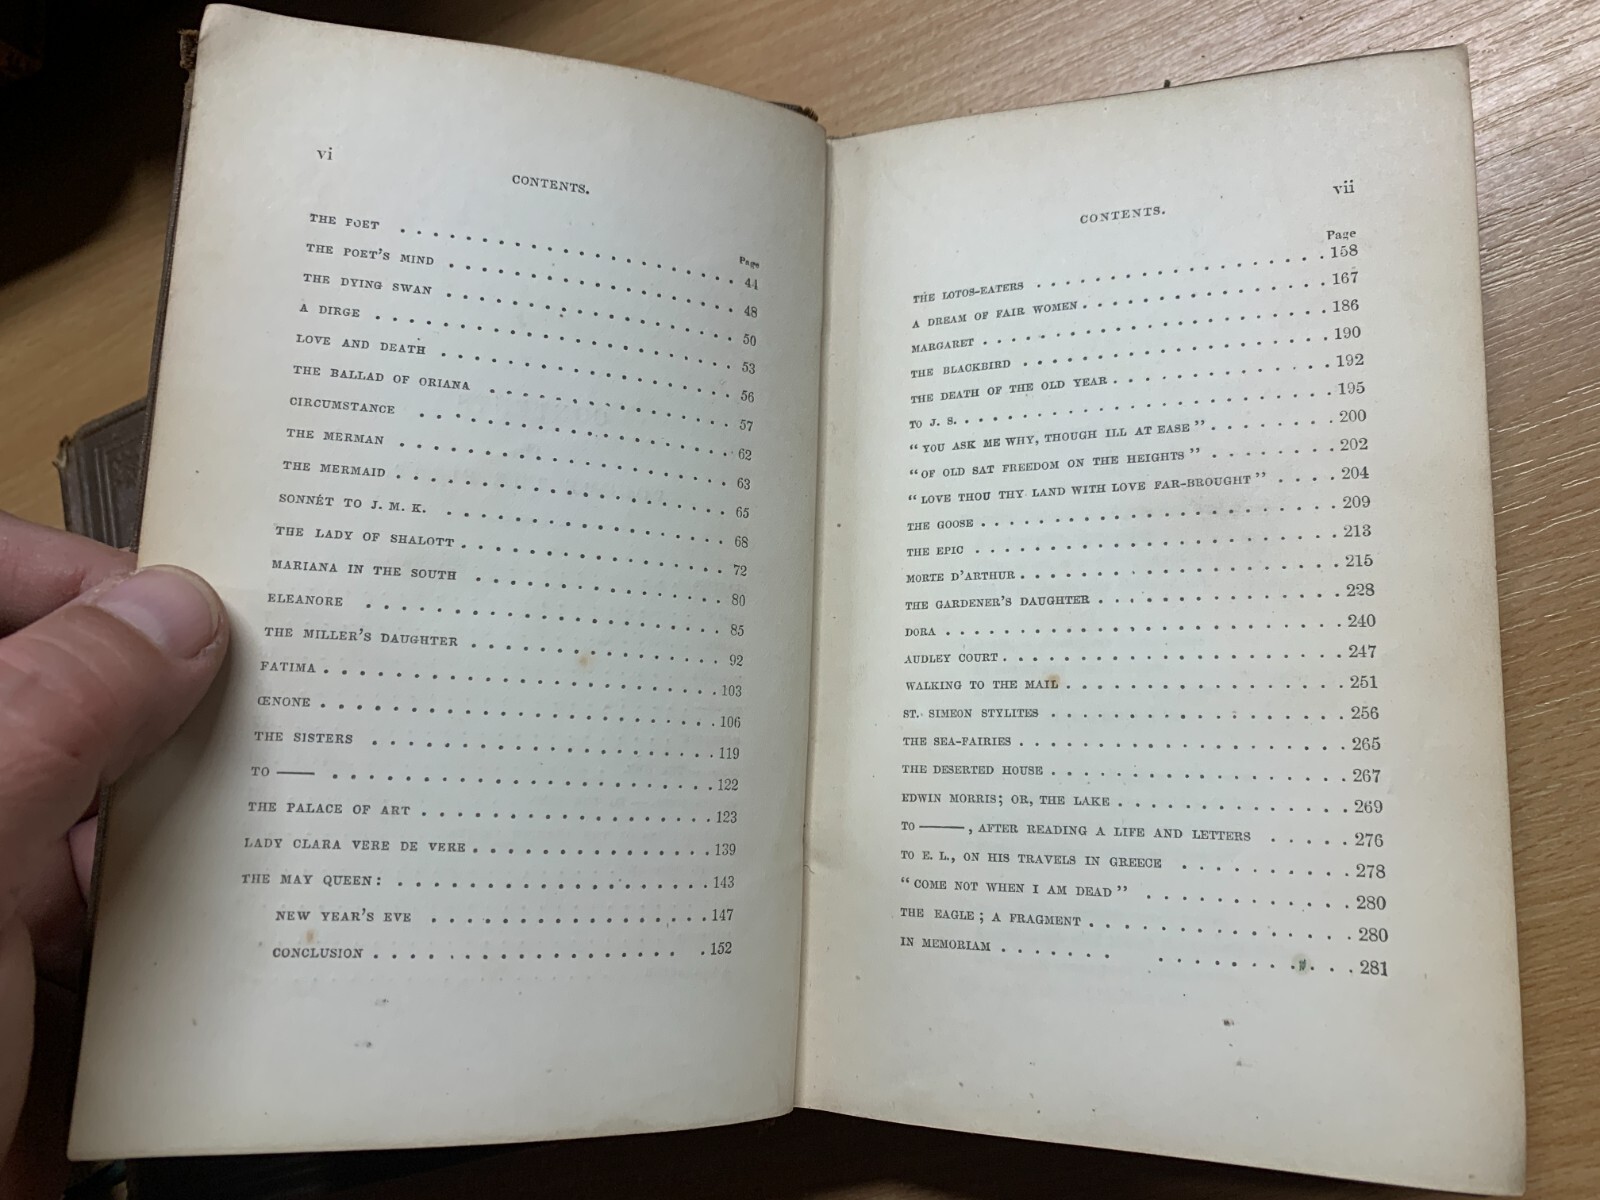 vi
CONTENTS.
Page
THE POET . . . . . . . . . . . . . . . . . . 44
THE POET'S MIND . . . . . . . . . . . . . . . 48
THE DYING SWAN . . . . . . . . . . . . . . . 50
A DIRGE . . . . . . . . . . . . . . . . . . . 53
LOVE AND DEATH . . . . . . . . . . . . . . . 56
THE BALLAD OF ORIANA . . . . . . . . . . . . 57
CIRCUMSTANCE . . . . . . . . . . . . . . . . 62
THE MERMAN . . . . . . . . . . . . . . . . . 63
THE MERMAID . . . . . . . . . . . . . . . . . 65
SONNET TO J. M. K. . . . . . . . . . . . . . . 68
THE LADY OF SHALOTT . . . . . . . . . . . . . 72
MARIANA IN THE SOUTH . . . . . . . . . . . . 80
ELEANORE . . . . . . . . . . . . . . . . . . 85
THE MILLER'S DAUGHTER . . . . . . . . . . . . 92
FATIMA . . . . . . . . . . . . . . . . . . . 103
ŒNONE . . . . . . . . . . . . . . . . . . . . 106
THE SISTERS . . . . . . . . . . . . . . . . . 119
TO —— . . . . . . . . . . . . . . . . . . . . 122
THE PALACE OF ART . . . . . . . . . . . . . . 123
LADY CLARA VERE DE VERE . . . . . . . . . . . 139
THE MAY QUEEN: . . . . . . . . . . . . . . . 143
NEW YEAR'S EVE . . . . . . . . . . . . . . . 147
CONCLUSION . . . . . . . . . . . . . . . . . 152
vii
CONTENTS.
Page
THE LOTOS-EATERS . . . . . . . . . . . . . . 158
A DREAM OF FAIR WOMEN . . . . . . . . . . . . 167
MARGARET . . . . . . . . . . . . . . . . . . 186
THE BLACKBIRD . . . . . . . . . . . . . . . . 190
THE DEATH OF THE OLD YEAR . . . . . . . . . . 192
TO J. S. . . . . . . . . . . . . . . . . . . . 195
"YOU ASK ME WHY, THOUGH ILL AT EASE" . . . . . 200
"OF OLD SAT FREEDOM ON THE HEIGHTS" . . . . . 202
"LOVE THOU THY LAND WITH LOVE FAR-BROUGHT" . . 204
THE GOOSE . . . . . . . . . . . . . . . . . . 209
THE EPIC . . . . . . . . . . . . . . . . . . 213
MORTE D'ARTHUR . . . . . . . . . . . . . . . 215
THE GARDENER'S DAUGHTER . . . . . . . . . . . 228
DORA . . . . . . . . . . . . . . . . . . . . 240
AUDLEY COURT . . . . . . . . . . . . . . . . 247
WALKING TO THE MAIL . . . . . . . . . . . . . 251
ST. SIMEON STYLITES . . . . . . . . . . . . . 256
THE SEA-FAIRIES . . . . . . . . . . . . . . . 265
THE DESERTED HOUSE . . . . . . . . . . . . . 267
EDWIN MORRIS; OR, THE LAKE . . . . . . . . . . 269
TO ——, AFTER READING A LIFE AND LETTERS . . . . 276
TO E. L., ON HIS TRAVELS IN GREECE . . . . . . 278
"COME NOT WHEN I AM DEAD" . . . . . . . . . . 280
THE EAGLE; A FRAGMENT . . . . . . . . . . . . 280
IN MEMORIAM . . . . . . . . . . . . . . . . . 281